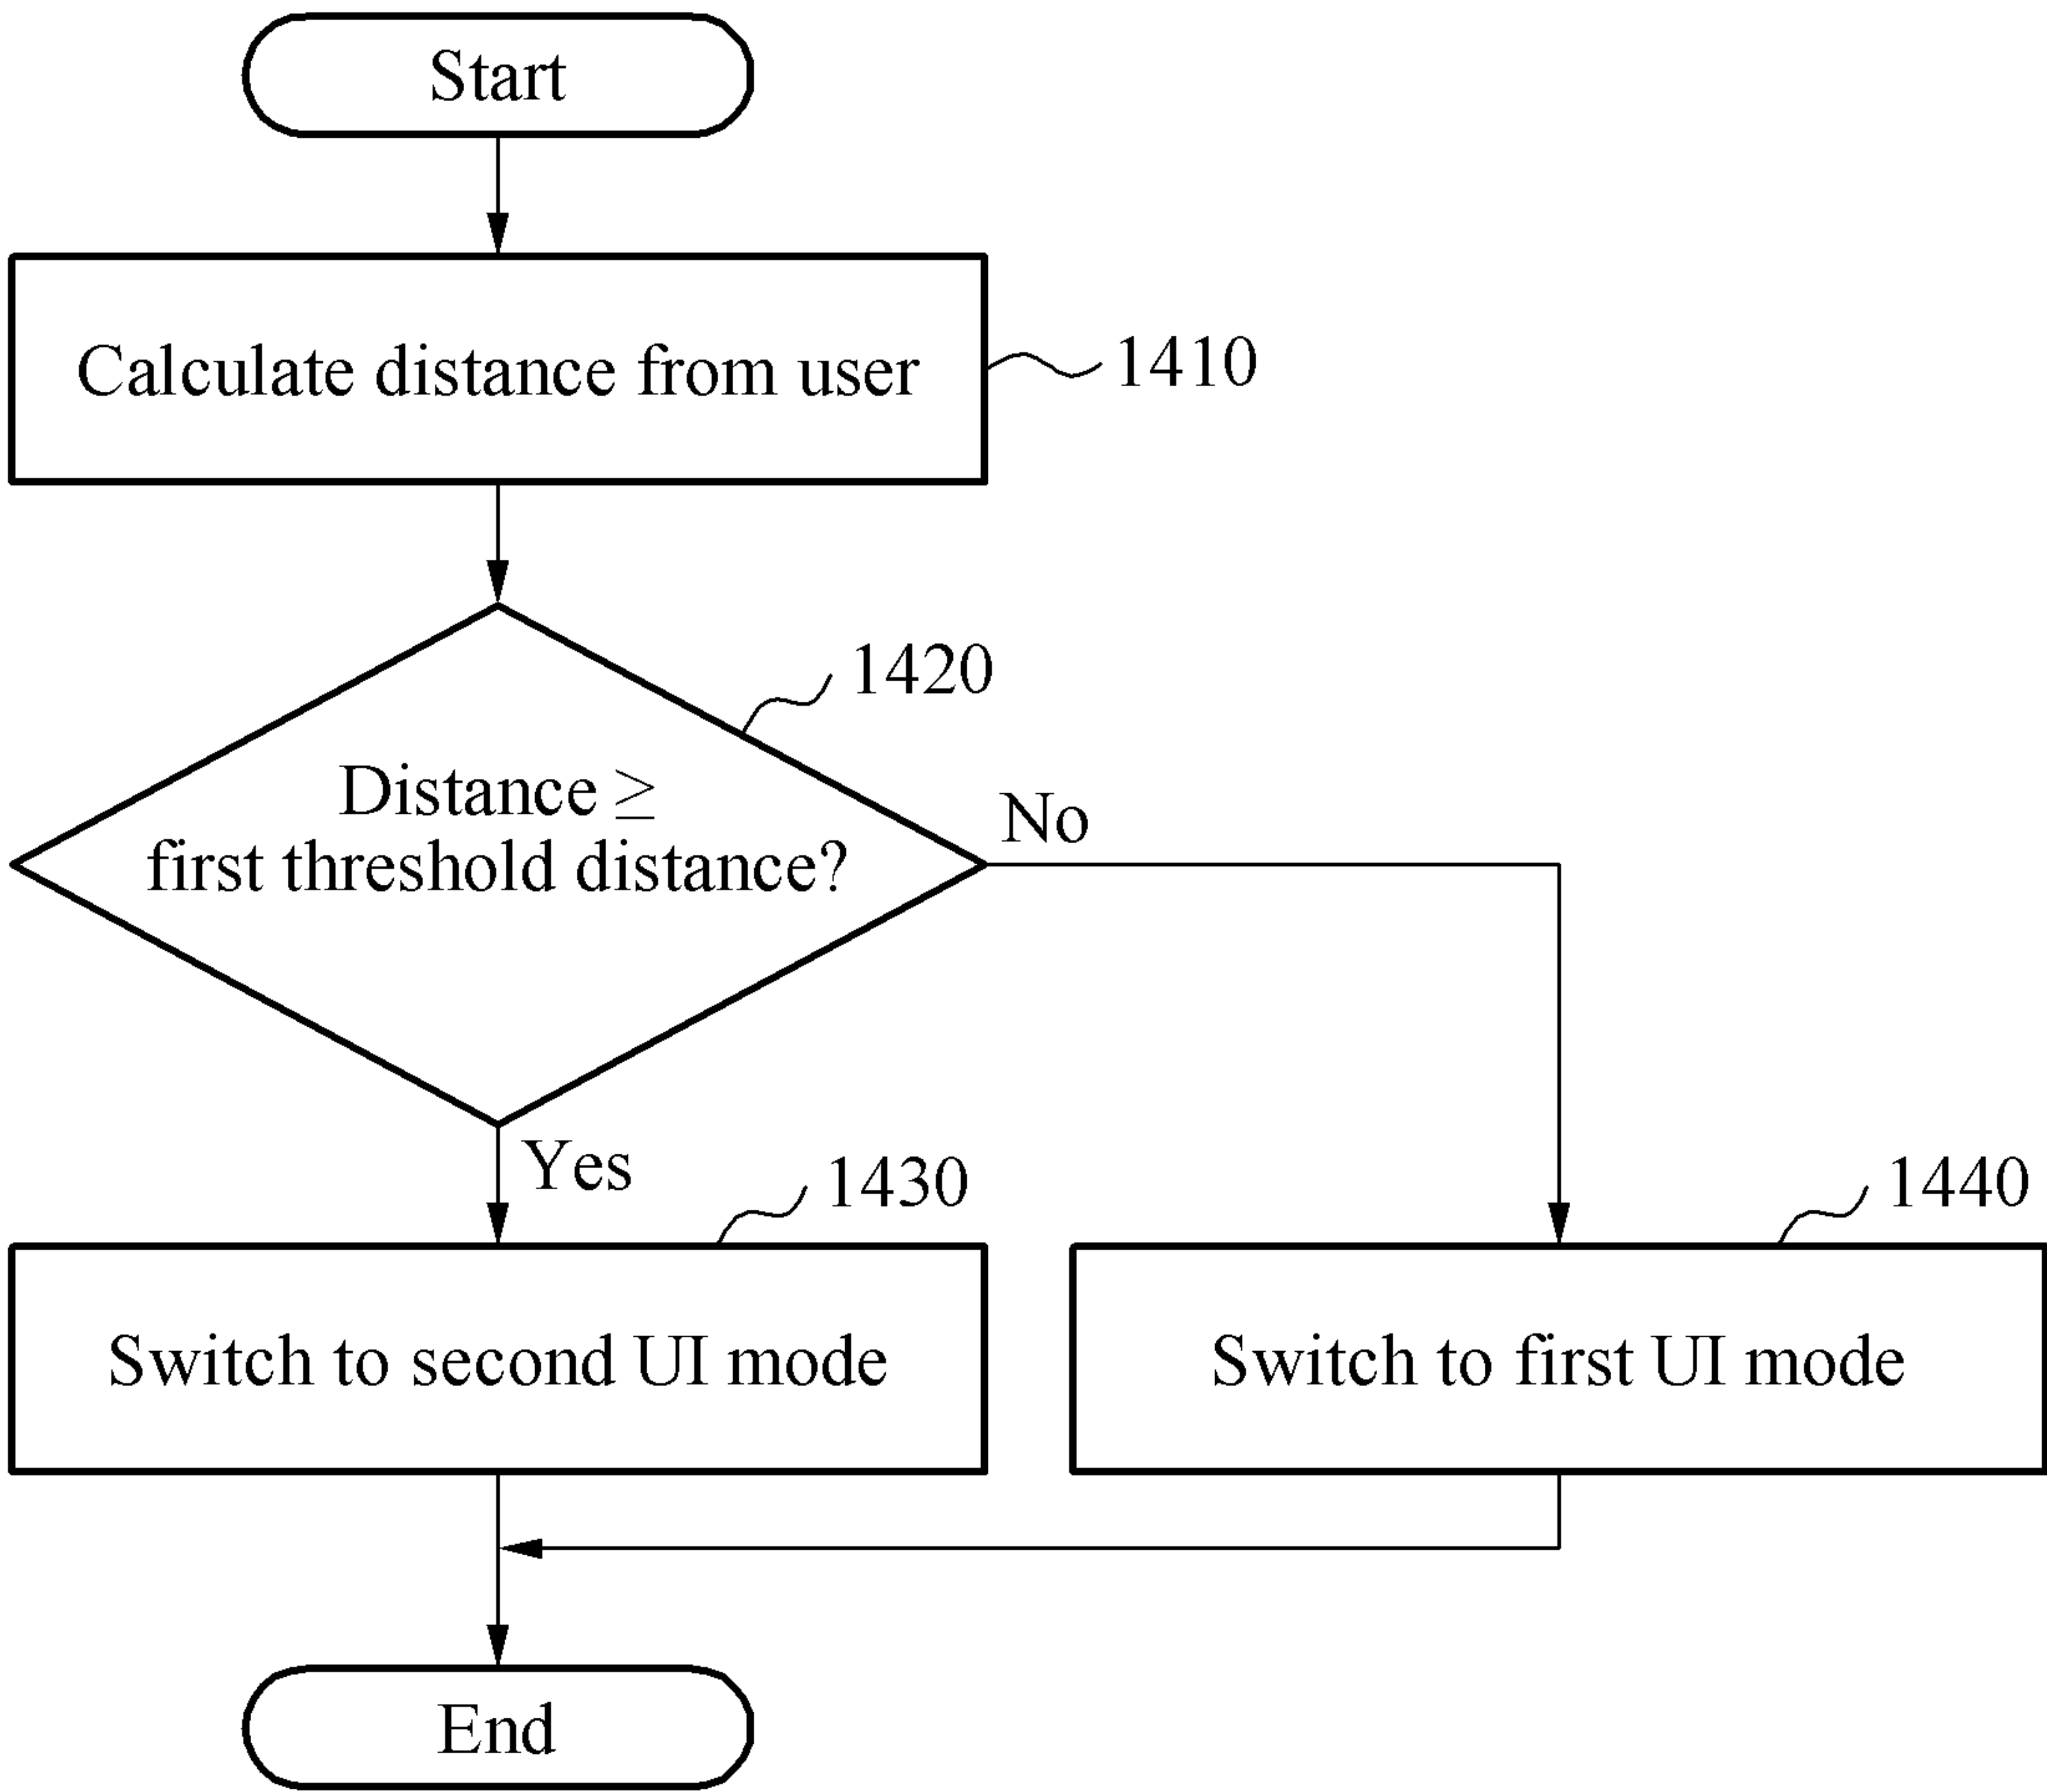 Start
Calculate distance from user
1410
1420
Distance ≥
first threshold distance?
No
Yes
1430
1440
Switch to second UI mode
Switch to first UI mode
End